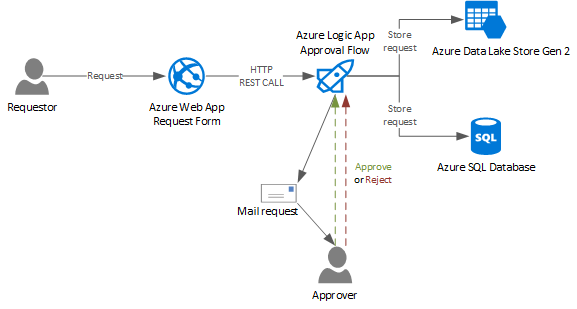 Azure Logic App
Approval Flow
Store
request
Azure Data Lake Store Gen 2
Request
HTTP
REST CALL
Requestor
Azure Web App
Request Form
Store
request
SQL
Azure SQL Database
Approve
or Reject
Mail request
Approver